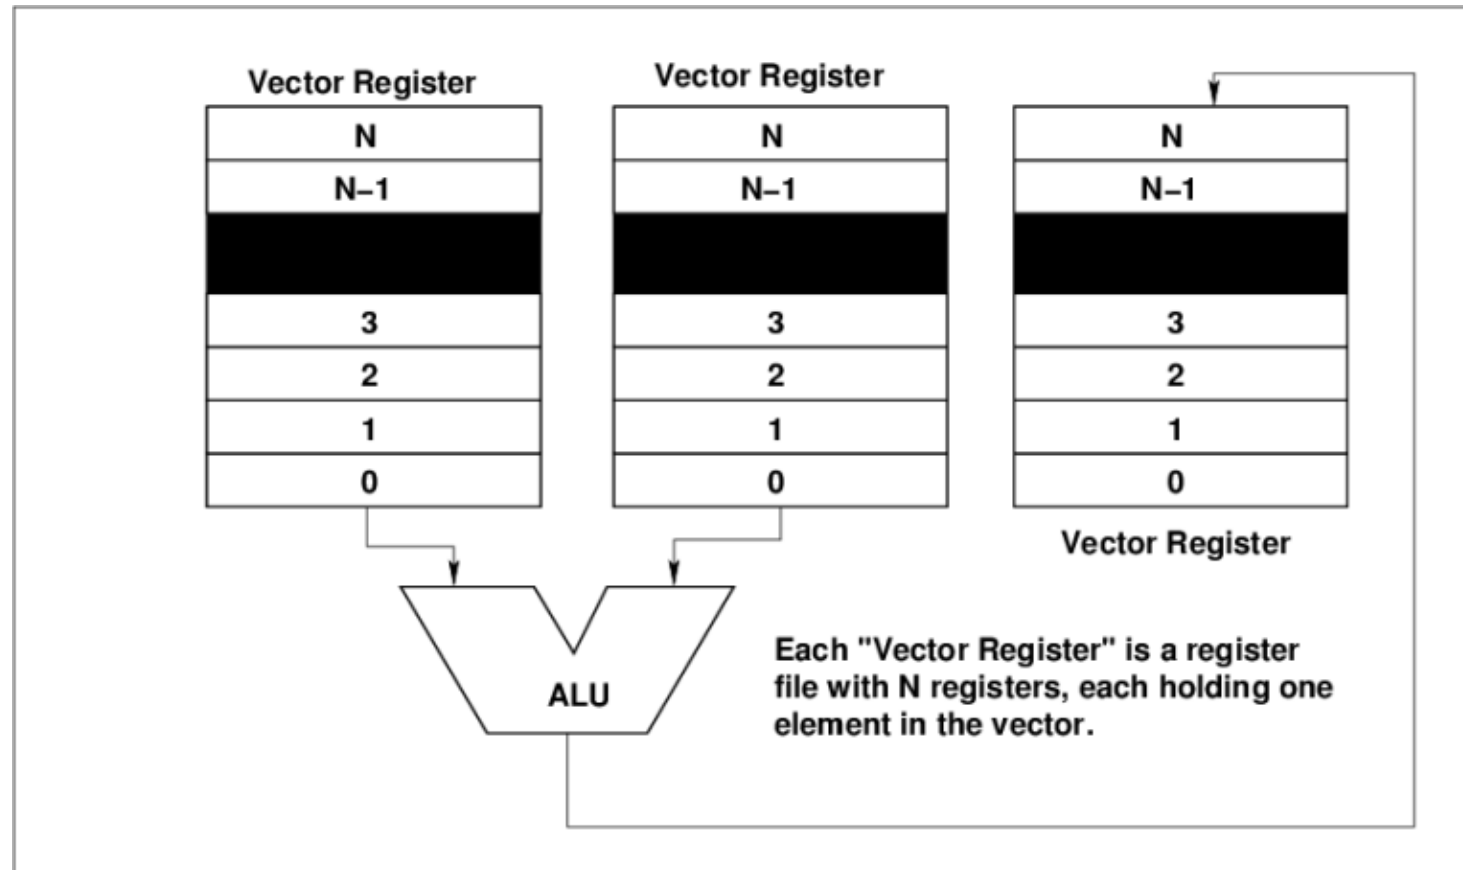 Vector Register
N
N–1
3
2
1
0
Vector Register
N
N–1
3
2
1
0
N
N–1
3
2
1
0
Vector Register
ALU
Each "Vector Register" is a register
file with N registers, each holding one
element in the vector.